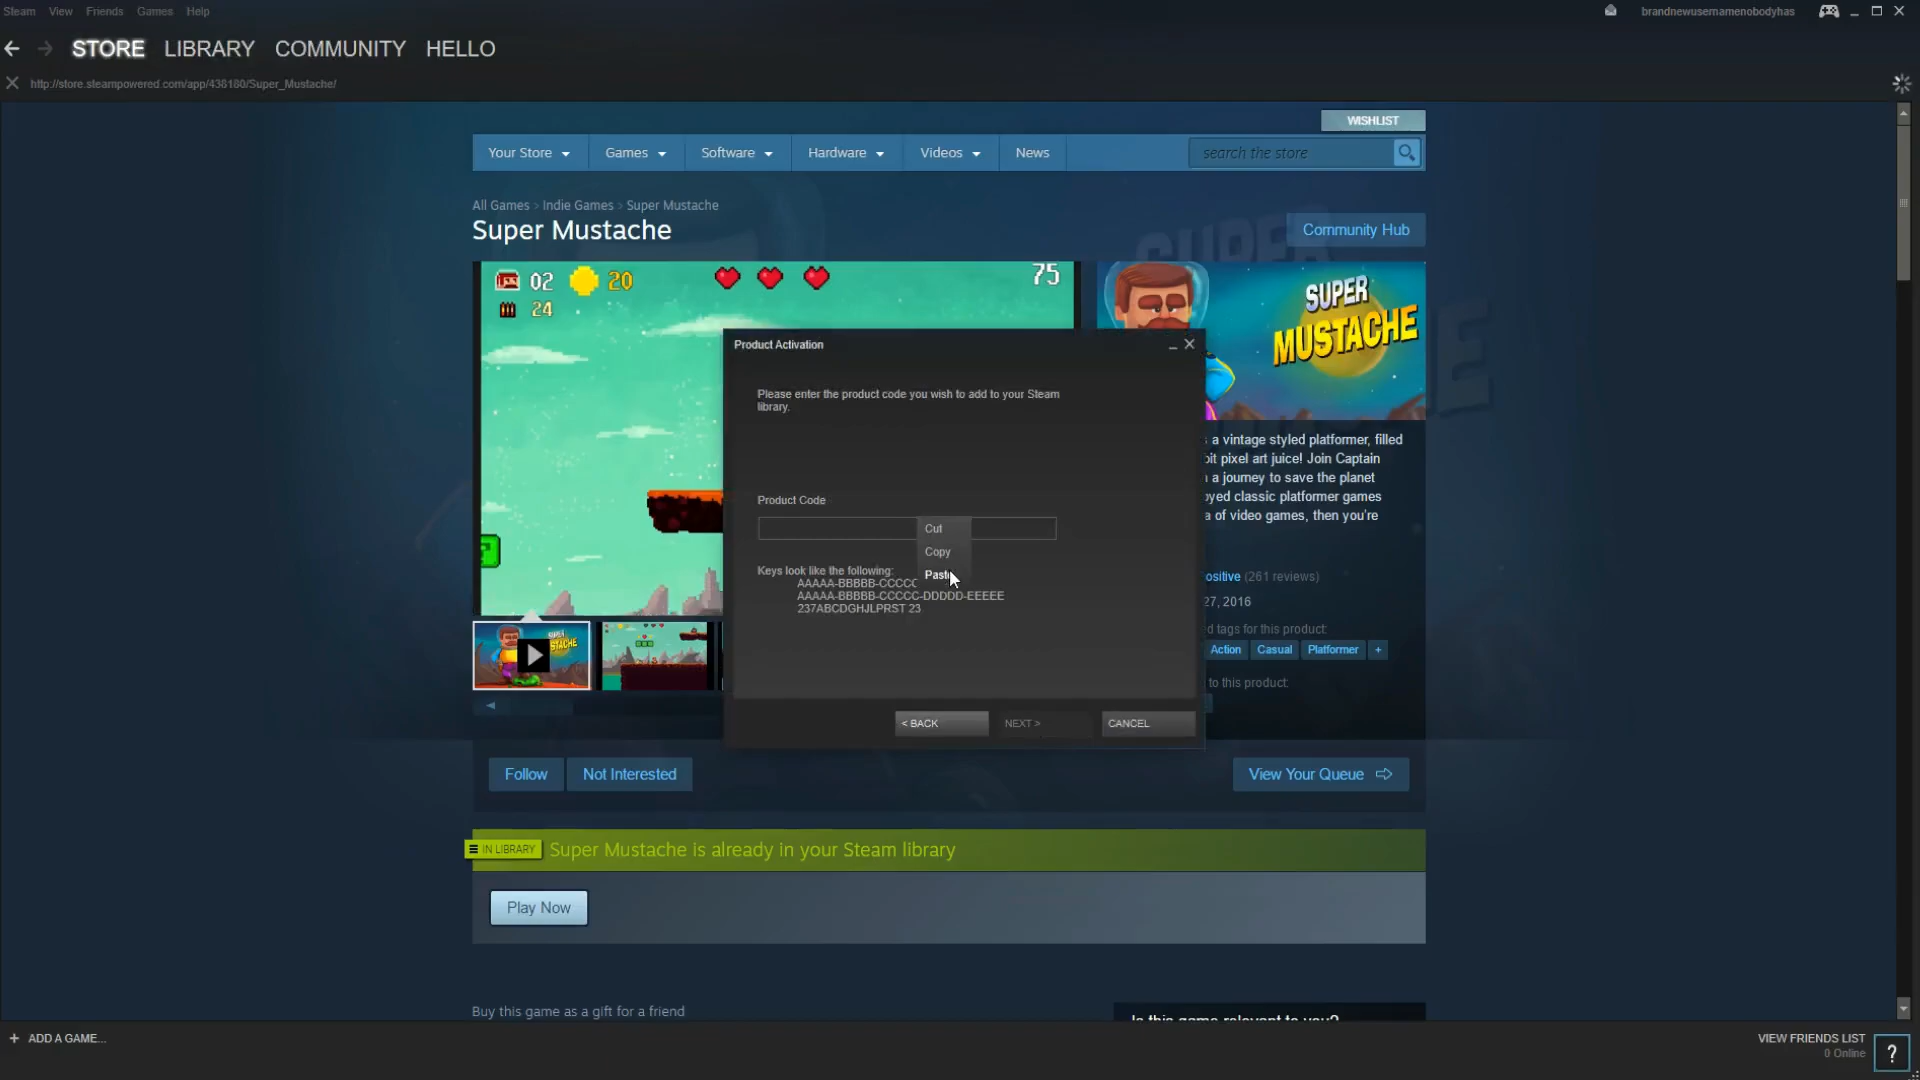 Steam View Friends Games Help
brandnewusernamenobodyhas
STORE LIBRARY COMMUNITY HELLO
http://store.steampowered.com/app/438180/Super_Mustache/
WISHLIST
Your Store Games Software Hardware Videos News
search the store
All Games > Indie Games > Super Mustache
Super Mustache
Community Hub
02 20 75
24
SUPER
MUSTACHE
Product Activation
Please enter the product code you wish to add to your Steam
library.
Product Code
Cut
Copy
Paste
Keys look like the following:
AAAAA-BBBBB-CCCCC
AAAAA-BBBBB-CCCCC-DDDDD-EEEEE
237ABCDGHJLPRST 23
< BACK NEXT > CANCEL
a vintage styled platformer, filled
bit pixel art juice! Join Captain
a journey to save the planet
oyed classic platformer games
a of video games, then you're
ositive (261 reviews)
27, 2016
ed tags for this product:
Action Casual Platformer +
to this product:
Follow Not Interested View Your Queue
IN LIBRARY Super Mustache is already in your Steam library
Play Now
Buy this game as a gift for a friend
Is this game relevant to you?
+ ADD A GAME...
VIEW FRIENDS LIST
0 Online
?